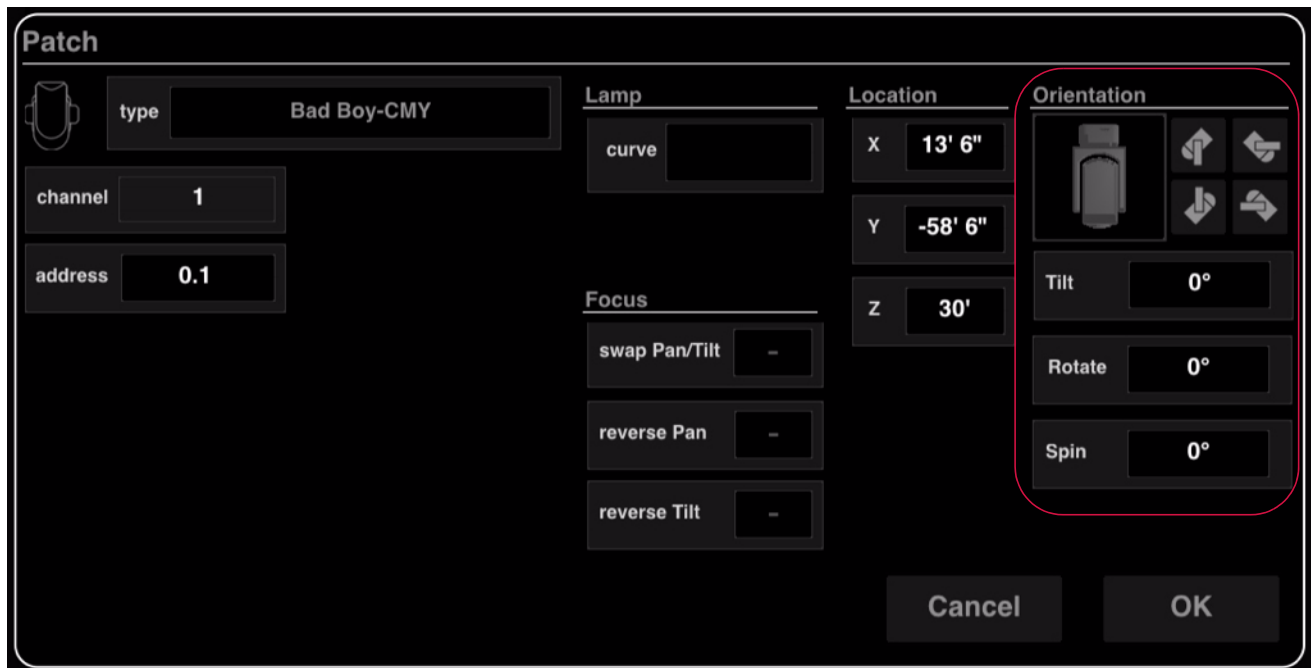 Patch
type Bad Boy-CMY
channel 1
address 0.1
Lamp
curve
Focus
swap Pan/Tilt -
reverse Pan -
reverse Tilt -
Location
X 13' 6"
Y -58' 6"
Z 30'
Orientation
Tilt 0°
Rotate 0°
Spin 0°
Cancel OK